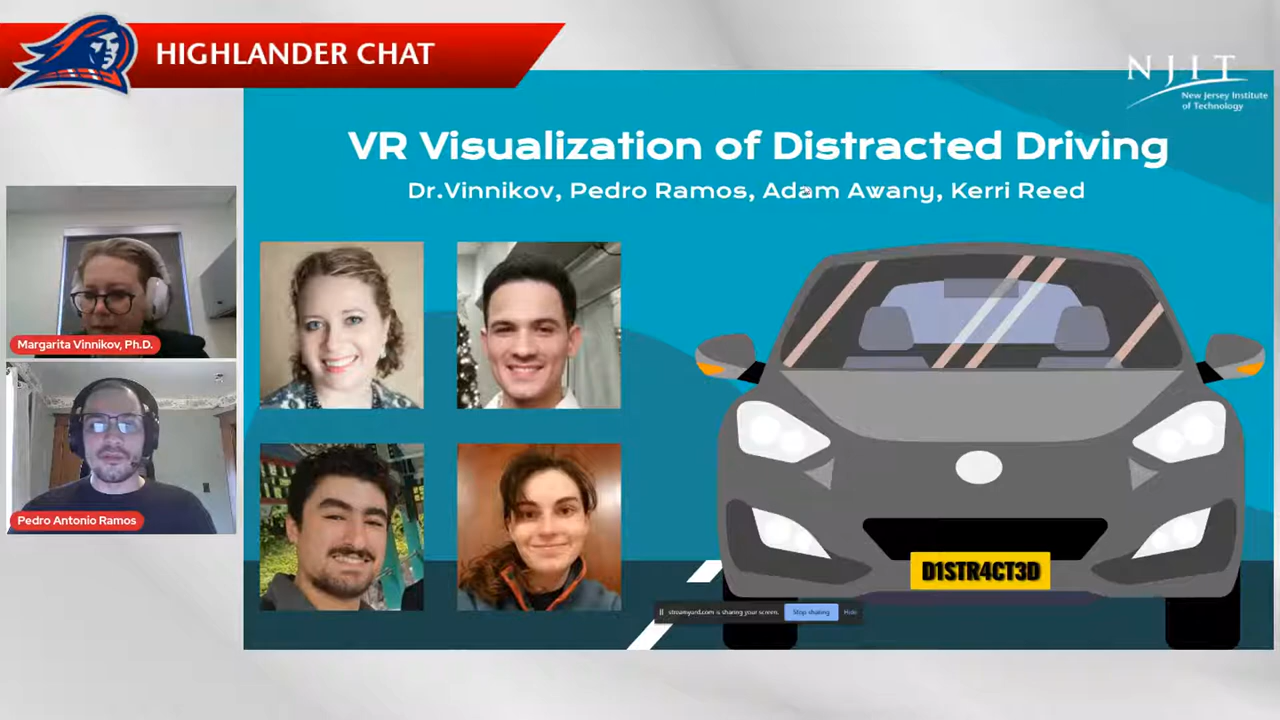 HIGHLANDER CHAT
NJIT
New Jersey Institute
of Technology
VR Visualization of Distracted Driving
Dr.Vinnikov, Pedro Ramos, Adam Awany, Kerri Reed
Margarita Vinnikov, Ph.D.
Pedro Antonio Ramos
D1STR4CT3D
streamyard.com is sharing your screen.
Stop sharing
Hide